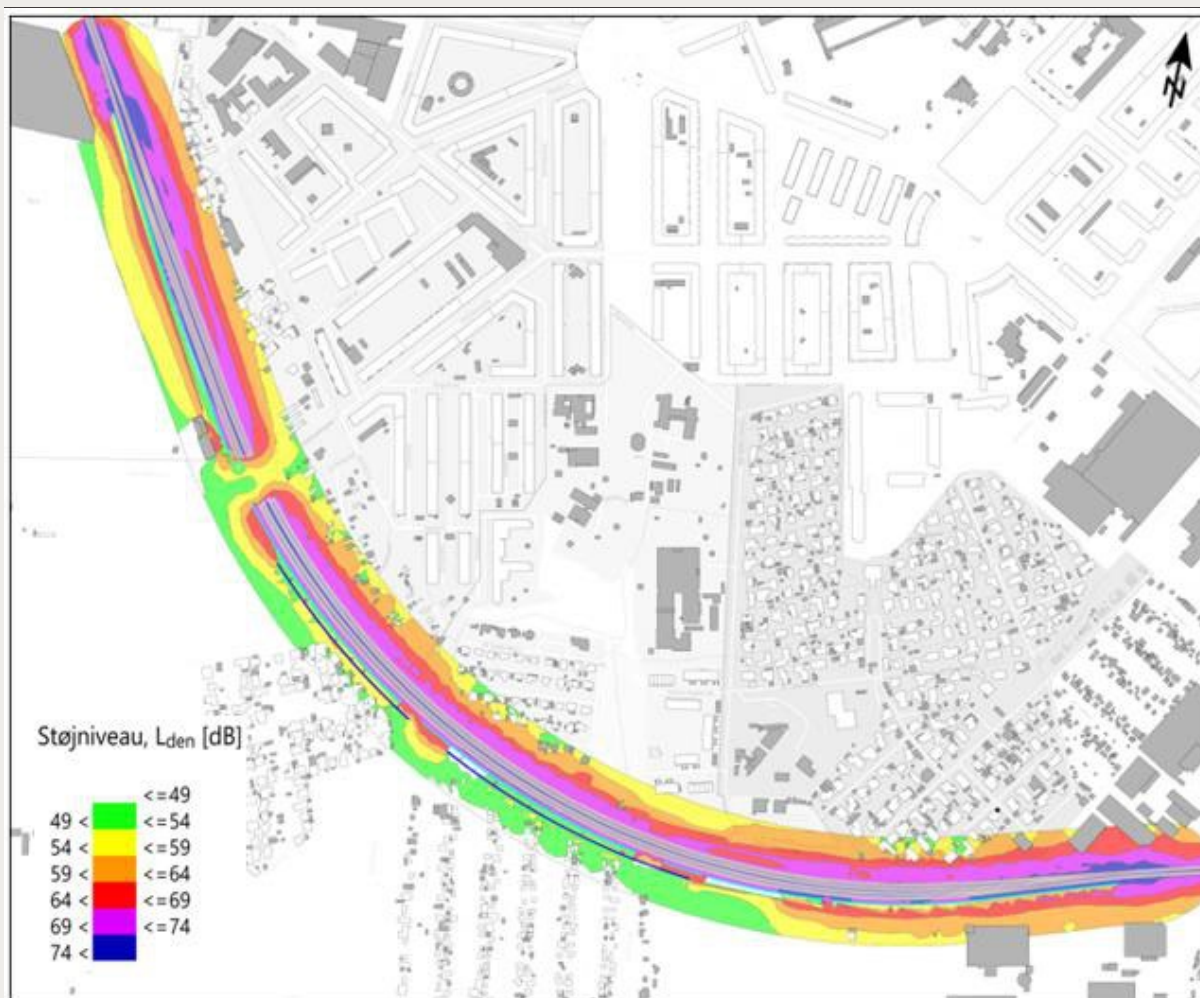 N
Støjniveau, Lden [dB]
<=49
49 < <=54
54 < <=59
59 < <=64
64 < <=69
69 < <=74
74 <